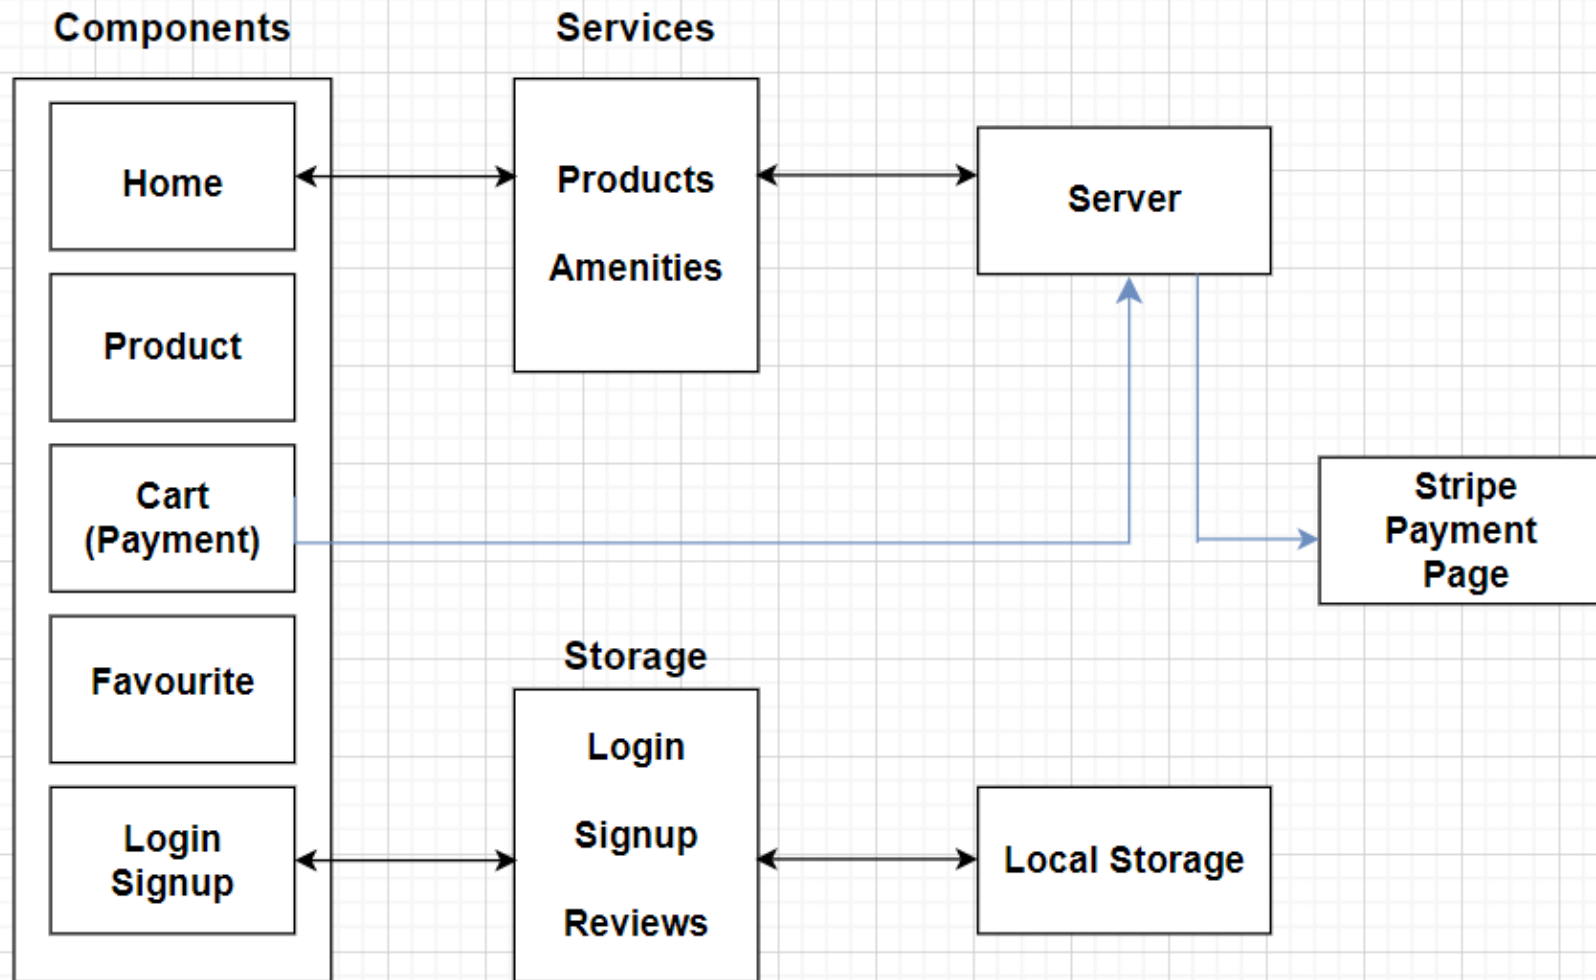 Components
Services
Home
Products
Amenities
Server
Product
Cart
(Payment)
Stripe
Payment
Page
Favourite
Storage
Login
Signup
Reviews
Login
Signup
Local Storage